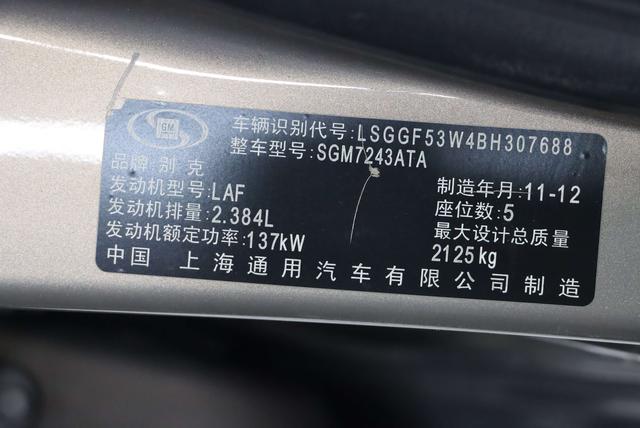 GM
车辆识别代号:LSGGF53W4BH307688
整车型号:SGM7243ATA
品牌:别克
发动机型号:LAF 制造年月:11-12
发动机排量:2.384L 座位数:5
发动机额定功率:137kW 最大设计总质量
2125kg
中国 上海通用汽车有限公司制造